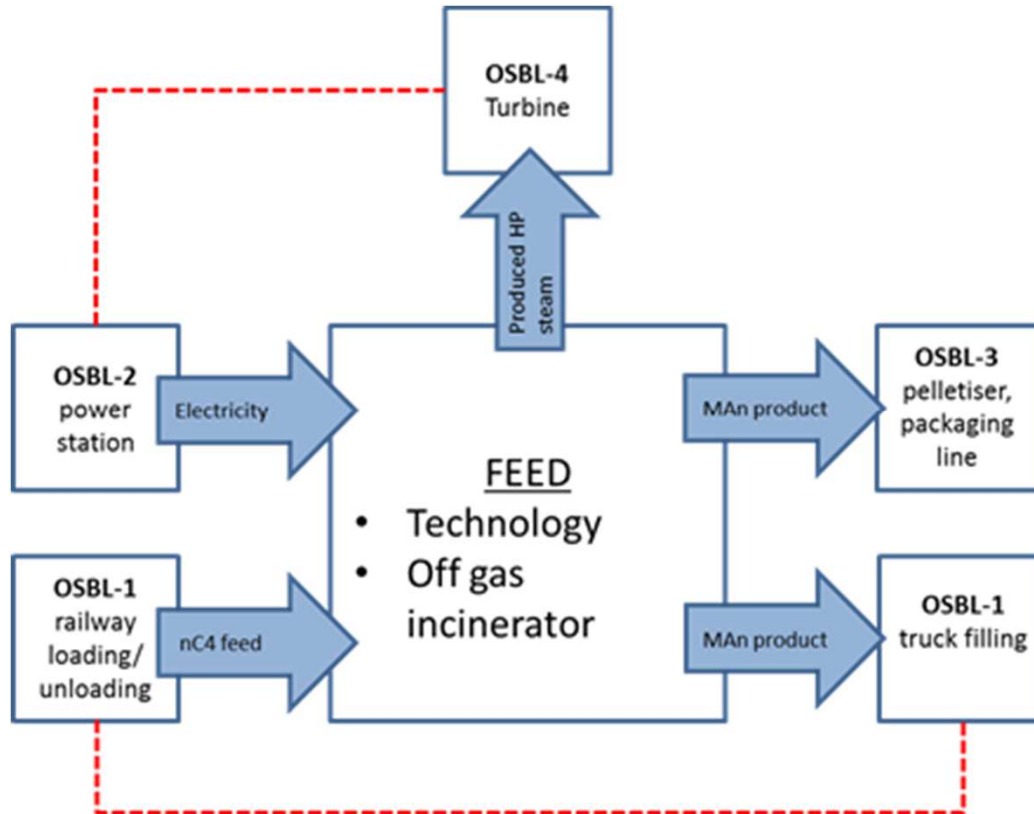 OSBL-4
Turbine
Produced HP
steam
OSBL-2
power
station
Electricity
FEED
• Technology
• Off gas
incinerator
MAn product
OSBL-3
pelletiser,
packaging
line
OSBL-1
railway
loading/
unloading
nC4 feed
MAn product
OSBL-1
truck filling